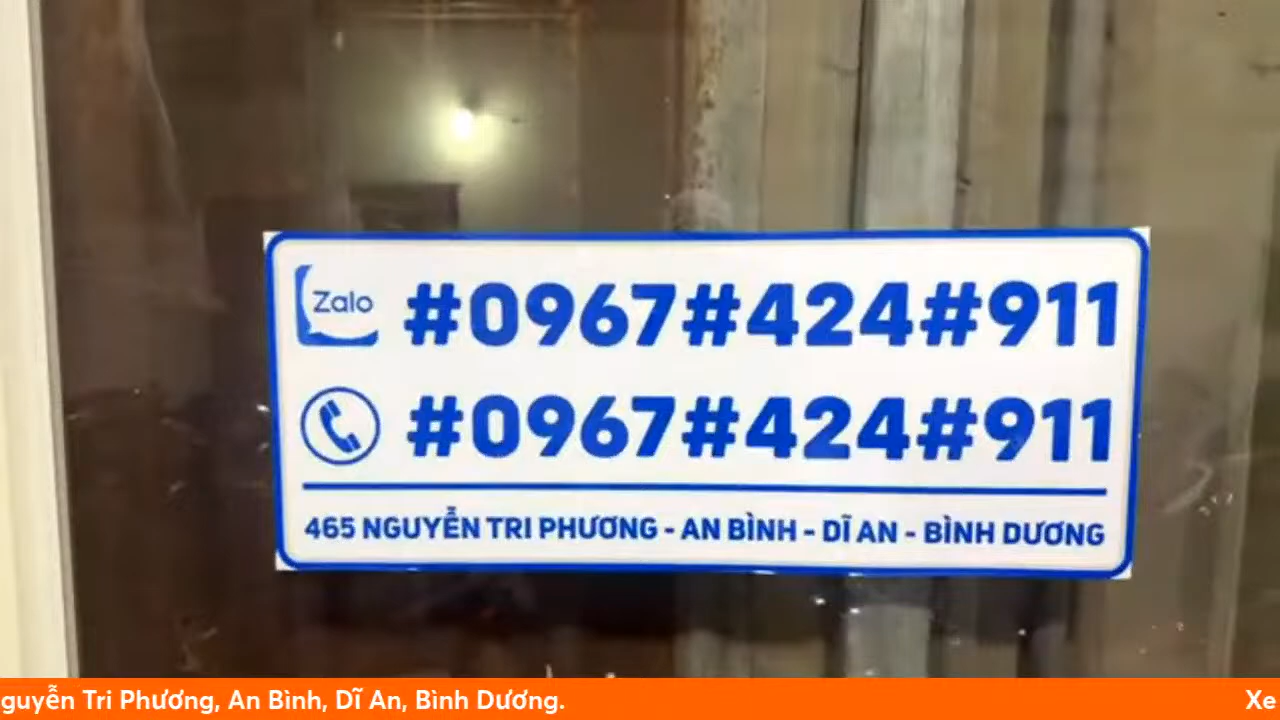 Zalo #0967#424#911
#0967#424#911
465 NGUYỄN TRI PHƯƠNG - AN BÌNH - DĨ AN - BÌNH DƯƠNG
guyễn Tri Phương, An Bình, Dĩ An, Bình Dương. Xe